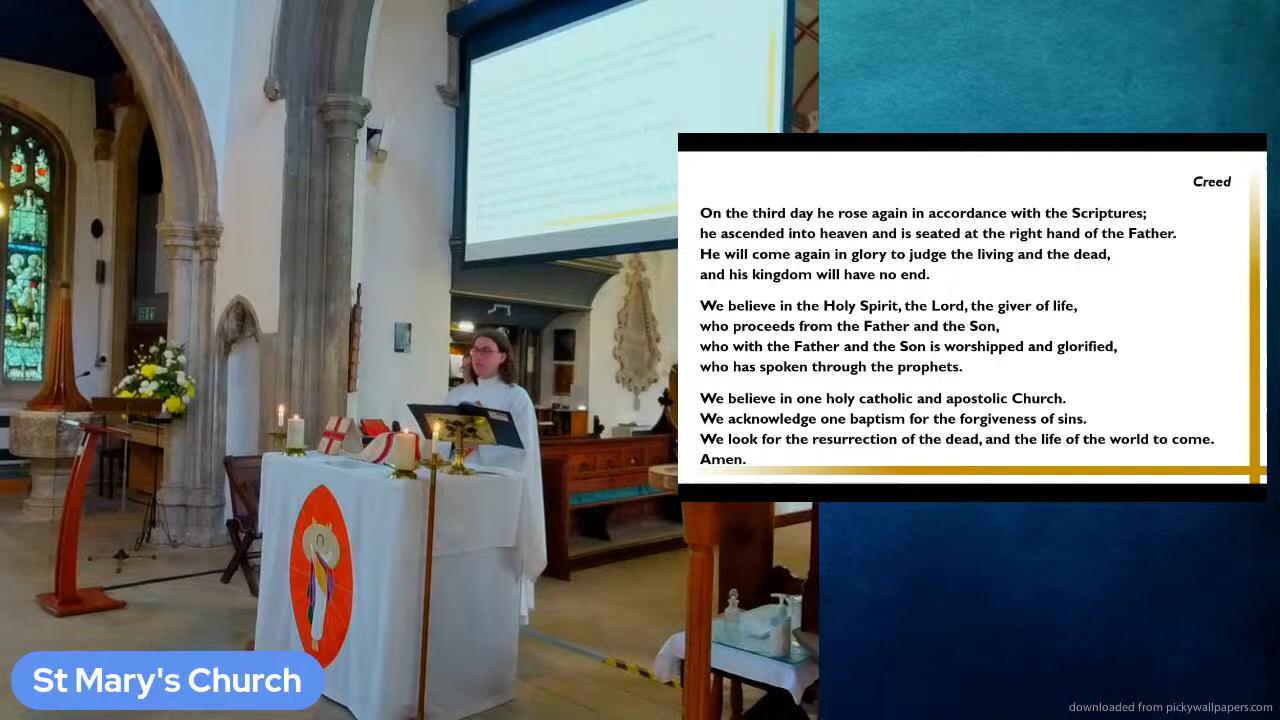 Creed
On the third day he rose again in accordance with the Scriptures;
he ascended into heaven and is seated at the right hand of the Father.
He will come again in glory to judge the living and the dead,
and his kingdom will have no end.
We believe in the Holy Spirit, the Lord, the giver of life,
who proceeds from the Father and the Son,
who with the Father and the Son is worshipped and glorified,
who has spoken through the prophets.
We believe in one holy catholic and apostolic Church.
We acknowledge one baptism for the forgiveness of sins.
We look for the resurrection of the dead, and the life of the world to come.
Amen.
St Mary's Church
downloaded from pickywallpapers.com